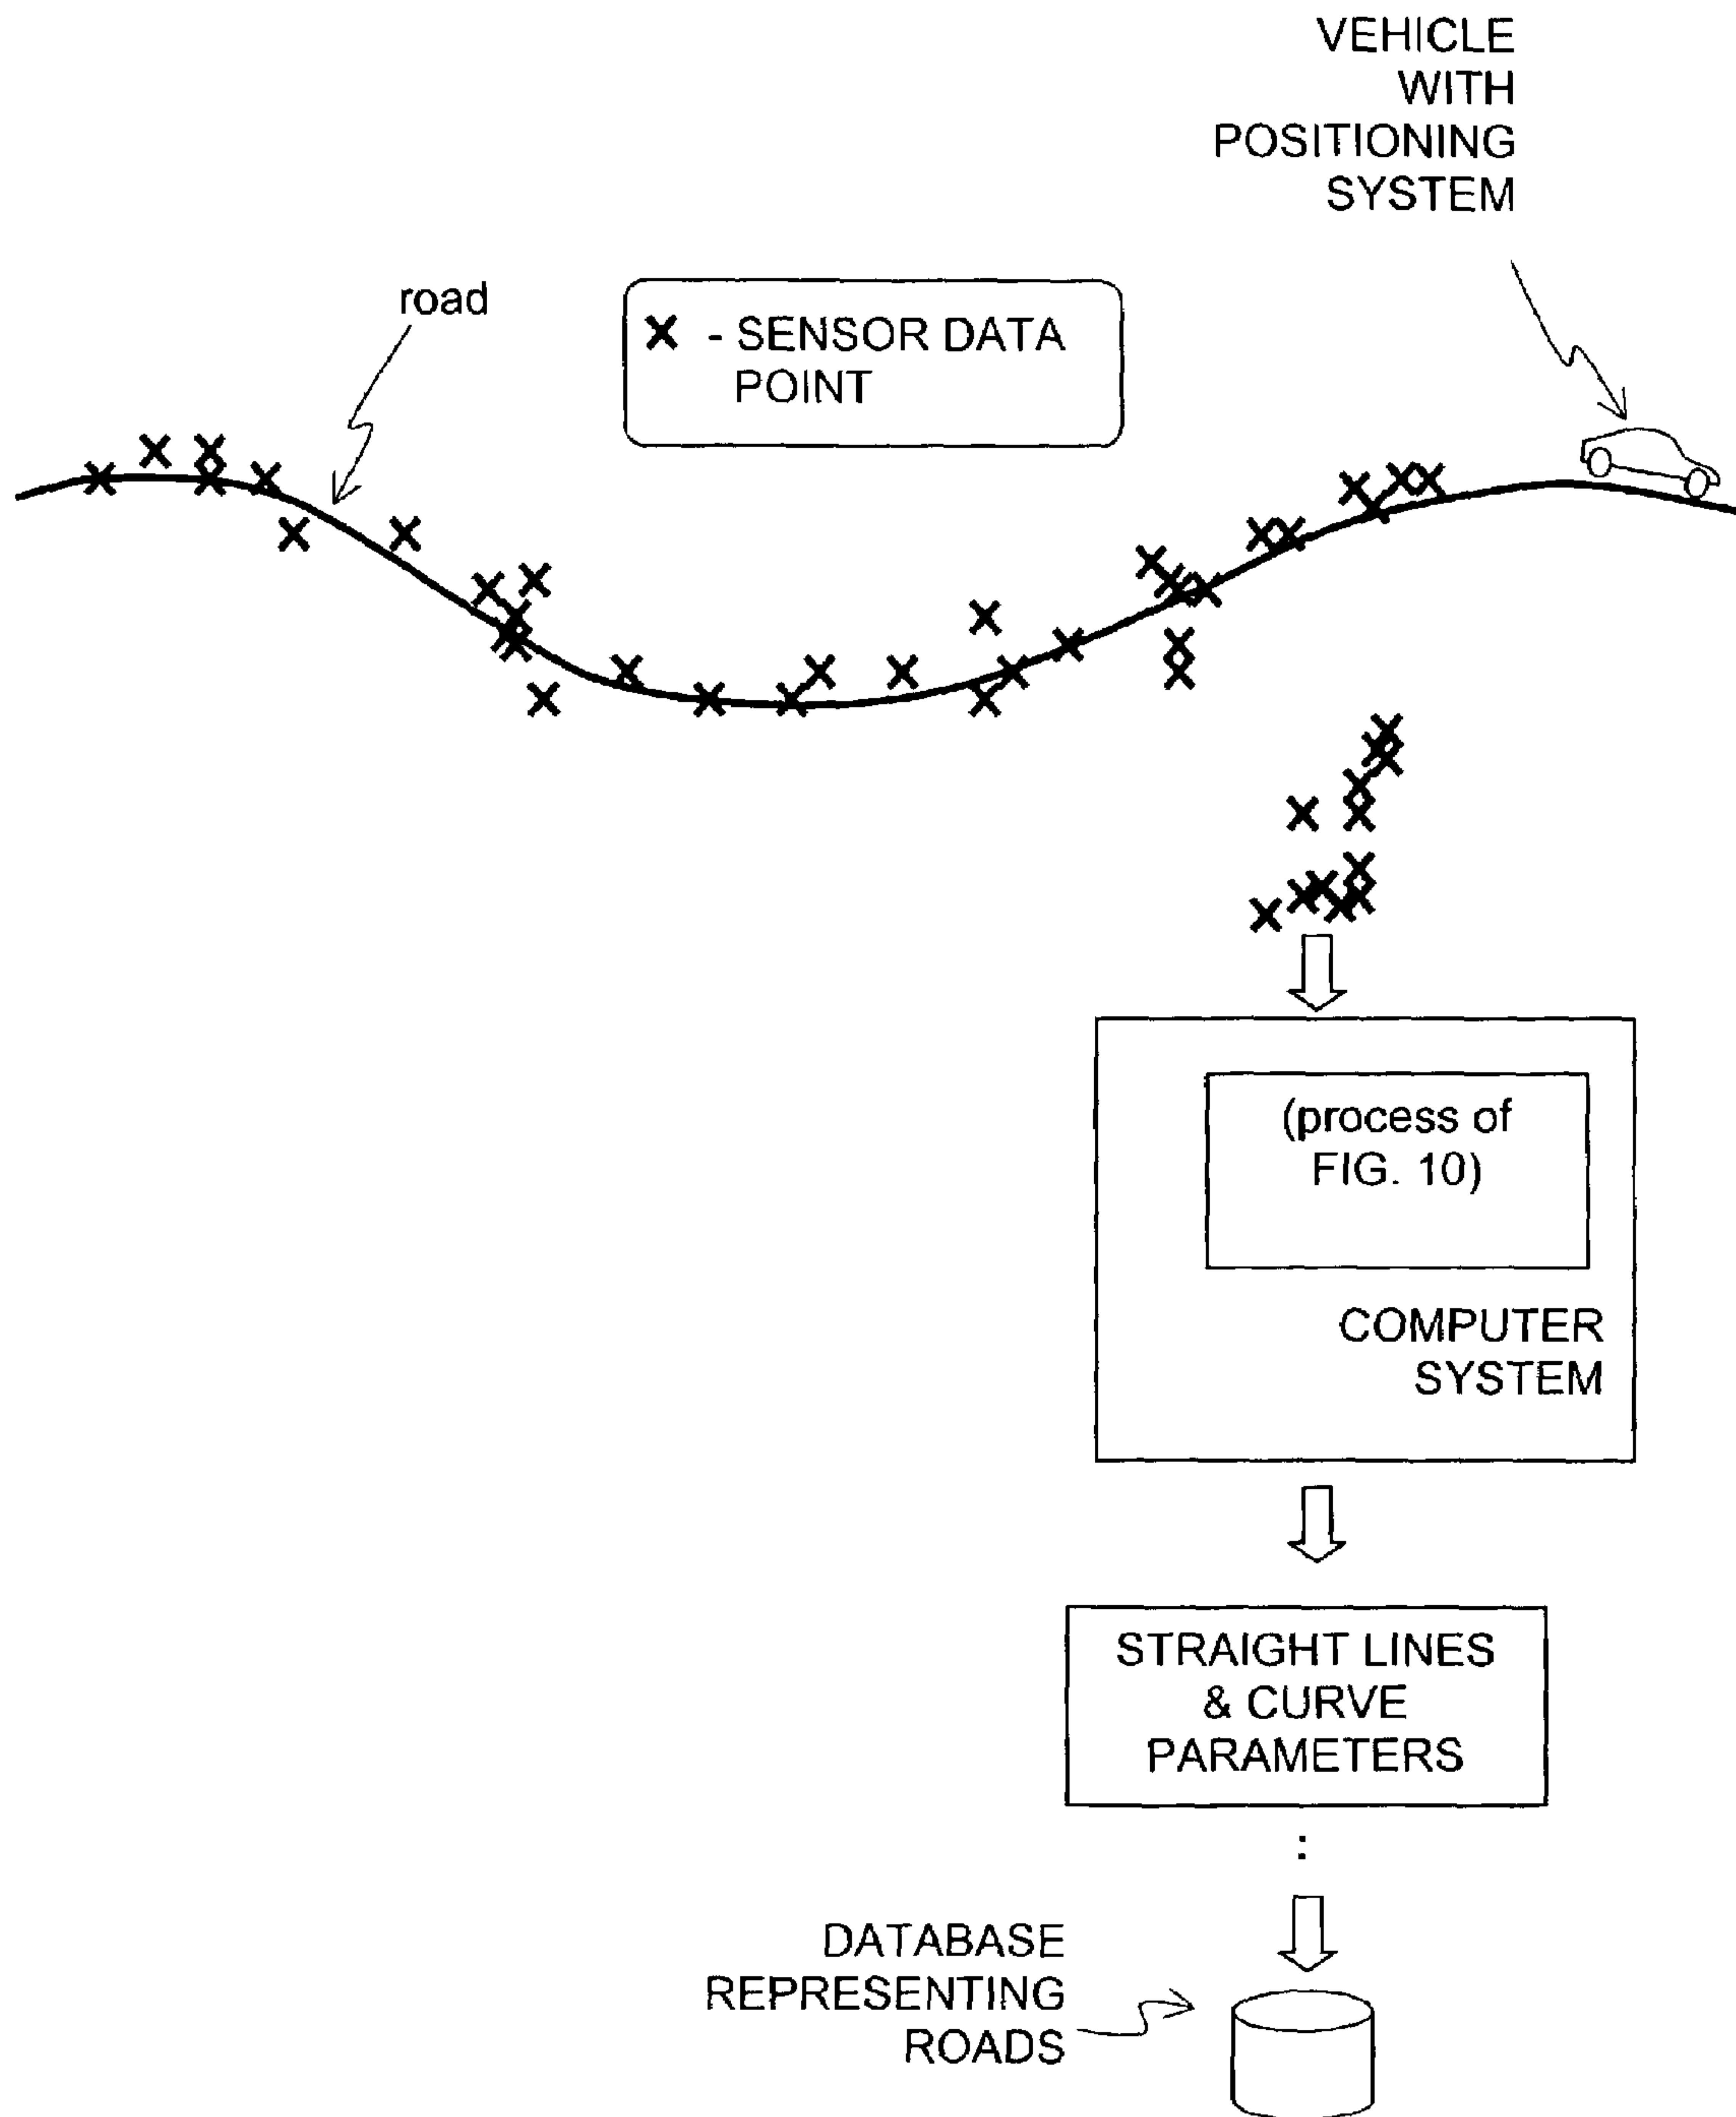 VEHICLE
WITH
POSITIONING
SYSTEM
road
X - SENSOR DATA
POINT
(process of
FIG. 10)
COMPUTER
SYSTEM
STRAIGHT LINES
& CURVE
PARAMETERS
:
DATABASE
REPRESENTING
ROADS